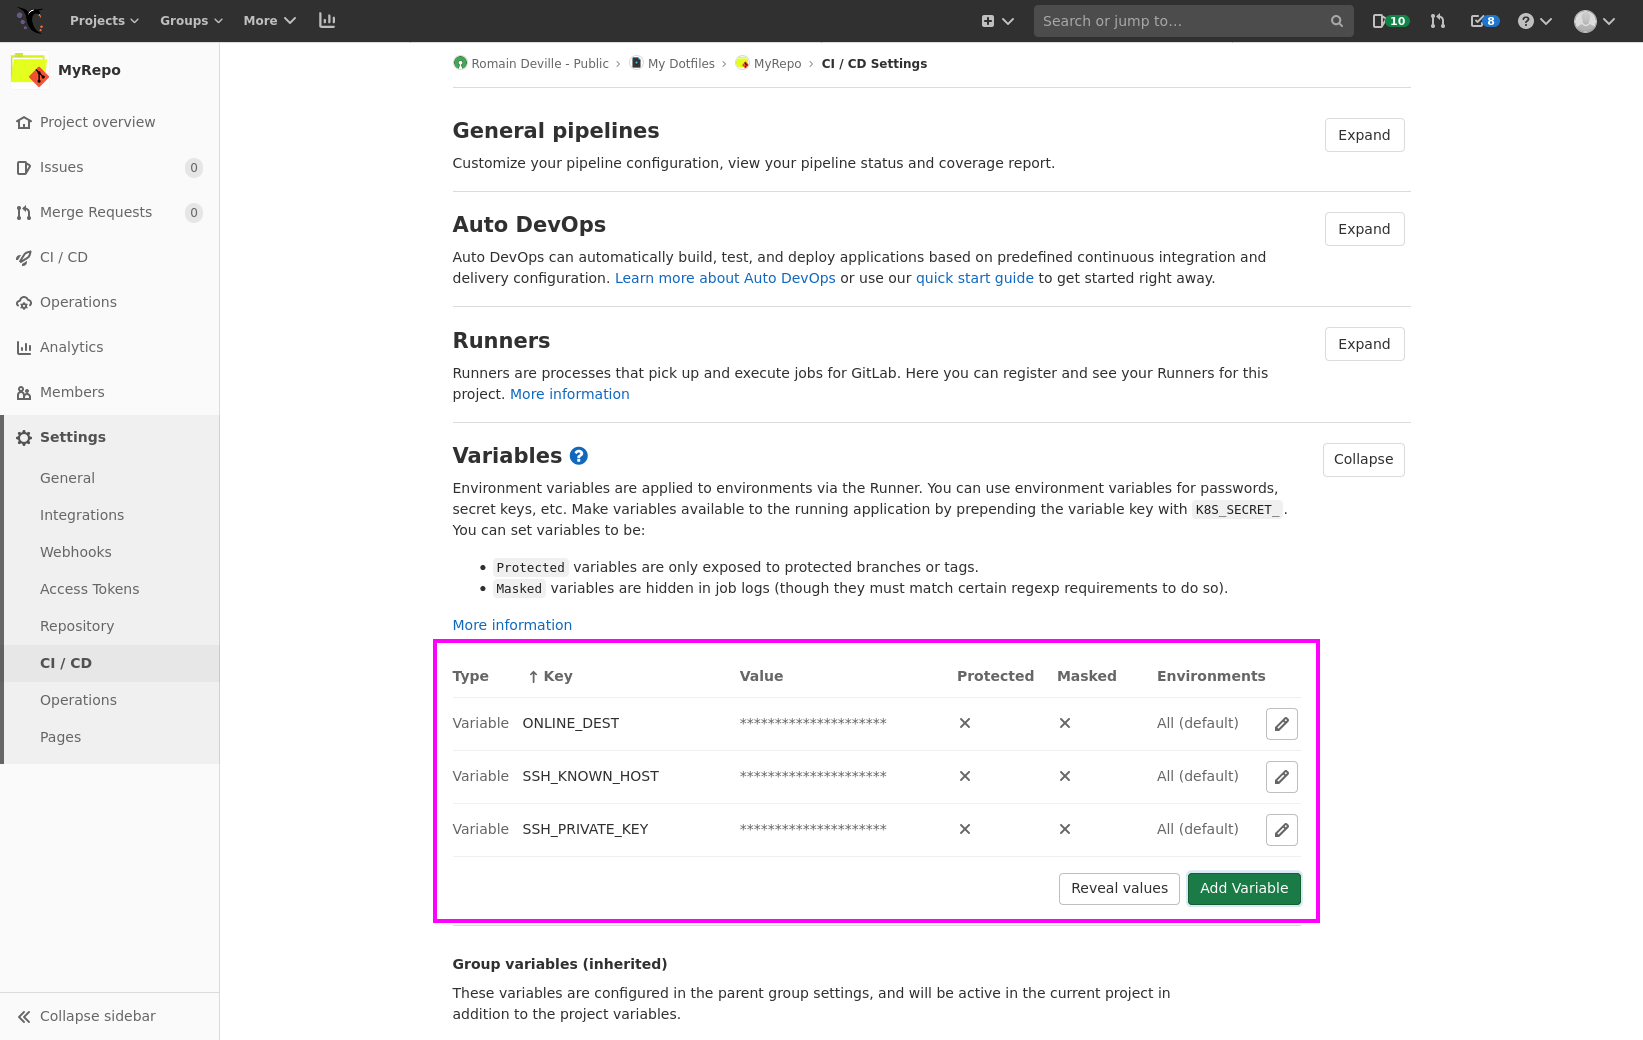 Projects Groups More Search or jump to… 10 8
MyRepo
Project overview
Issues 0
Merge Requests 0
CI / CD
Operations
Analytics
Members
Settings
General
Integrations
Webhooks
Access Tokens
Repository
CI / CD
Operations
Pages
Collapse sidebar
Romain Deville - Public › My Dotfiles › MyRepo › CI / CD Settings
General pipelines
Expand
Customize your pipeline configuration, view your pipeline status and coverage report.
Auto DevOps
Expand
Auto DevOps can automatically build, test, and deploy applications based on predefined continuous integration and
delivery configuration. Learn more about Auto DevOps or use our quick start guide to get started right away.
Runners
Expand
Runners are processes that pick up and execute jobs for GitLab. Here you can register and see your Runners for this
project. More information
Variables ?
Collapse
Environment variables are applied to environments via the Runner. You can use environment variables for passwords,
secret keys, etc. Make variables available to the running application by prepending the variable key with K8S_SECRET_.
You can set variables to be:
• Protected variables are only exposed to protected branches or tags.
• Masked variables are hidden in job logs (though they must match certain regexp requirements to do so).
More information
Type ↑ Key Value Protected Masked Environments
Variable ONLINE_DEST ********************* All (default)
Variable SSH_KNOWN_HOST ********************* All (default)
Variable SSH_PRIVATE_KEY ********************* All (default)
Reveal values Add Variable
Group variables (inherited)
These variables are configured in the parent group settings, and will be active in the current project in
addition to the project variables.